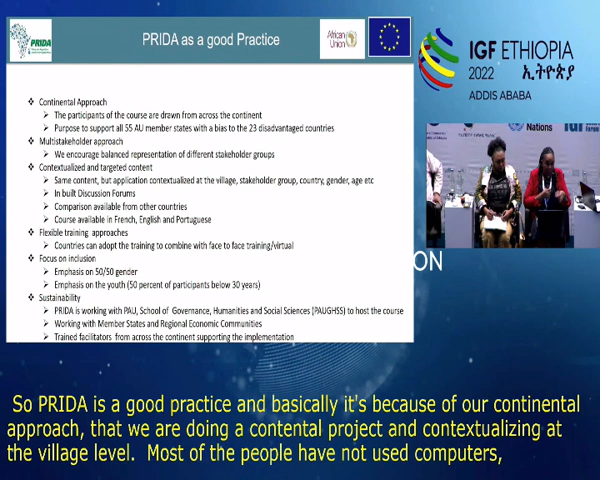 PRIDA
PRIDA as a good Practice
African
Union
IGF ETHIOPIA
2022 ኢትዮጵያ
ADDIS ABABA
❖ Continental Approach
➢ The participants of the course are drawn from across the continent
➢ Purpose to support all 55 AU member states with a bias to the 23 disadvantaged countries
❖ Multistakeholder approach
➢ We encourage balanced representation of different stakeholder groups
❖ Contextualized and targeted content
➢ Same content, but application contextualized at the village, stakeholder group, country, gender, age etc
➢ In built Discussion Forums
➢ Comparison available from other countries
➢ Course available in French, English and Portuguese
❖ Flexible training approaches
➢ Countries can adopt the training to combine with face to face training/virtual
❖ Focus on inclusion
➢ Emphasis on 50/50 gender
➢ Emphasis on the youth (50 percent of participants below 30 years)
❖ Sustainability
➢ PRIDA is working with PAU, School of Governance, Humanities and Social Sciences (PAUGHSS) to host the course
➢ Working with Member States and Regional Economic Communities
➢ Trained facilitators from across the continent supporting the implementation
Nations
ON
So PRIDA is a good practice and basically it's because of our continental
approach, that we are doing a contental project and contextualizing at
the village level. Most of the people have not used computers,